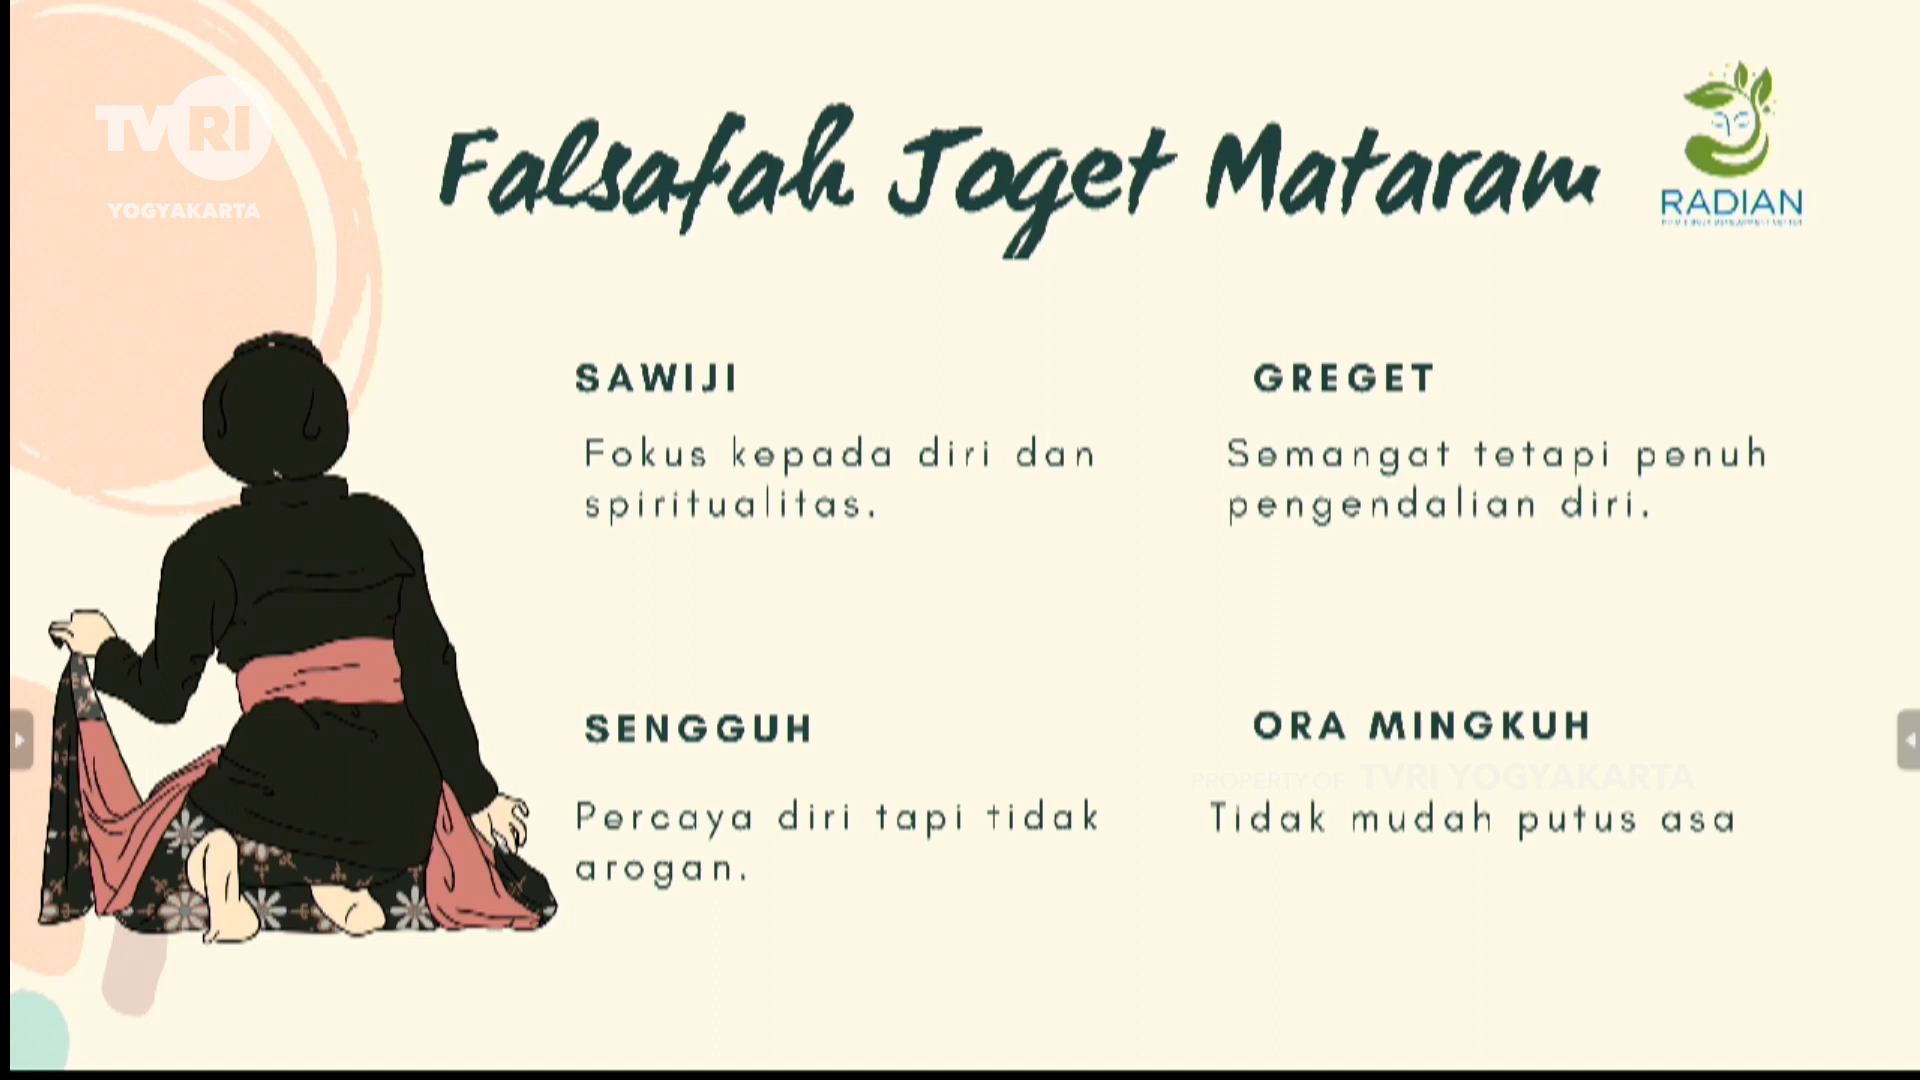 TVRI
YOGYAKARTA
Falsafah Joget Mataram
RADIAN
SAWIJI
Fokus kepada diri dan
spiritualitas.
GREGET
Semangat tetapi penuh
pengendalian diri.
SENGGUH
Percaya diri tapi tidak
arogan.
ORA MINGKUH
PROPERTY OF TVRI YOGYAKARTA
Tidak mudah putus asa